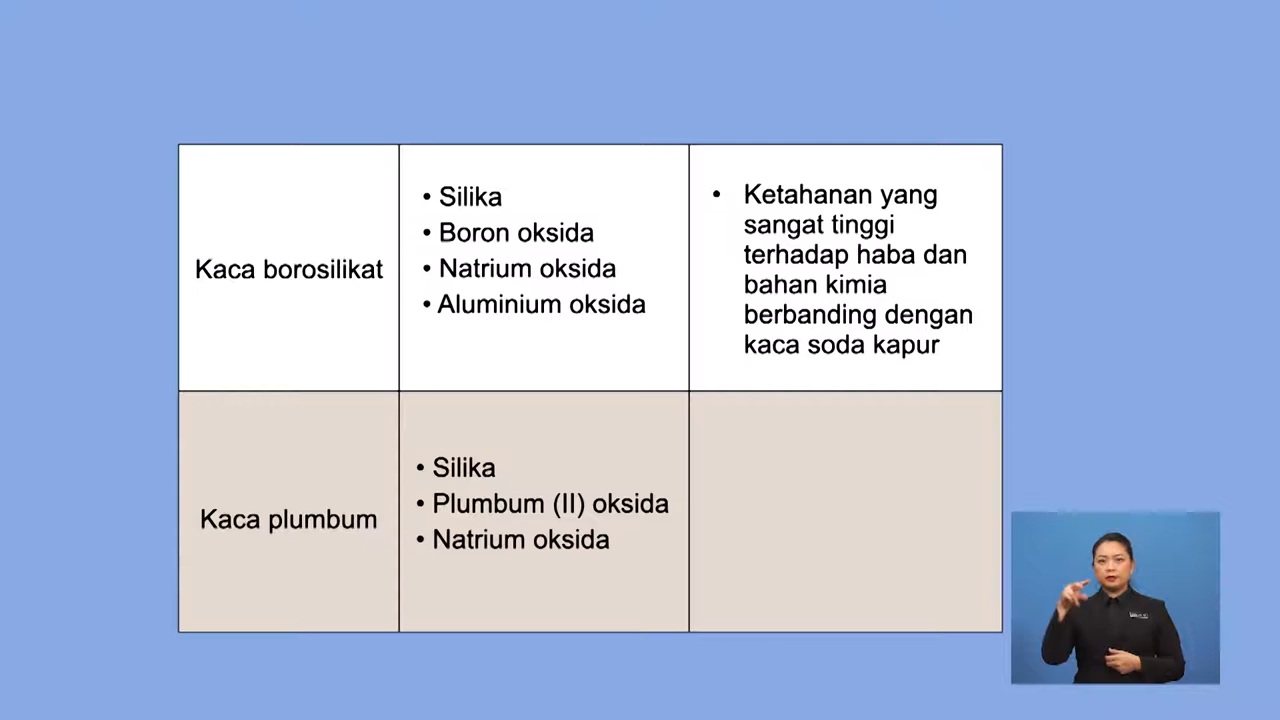 Kaca borosilikat
• Silika
• Boron oksida
• Natrium oksida
• Aluminium oksida
• Ketahanan yang
sangat tinggi
terhadap haba dan
bahan kimia
berbanding dengan
kaca soda kapur
Kaca plumbum
• Silika
• Plumbum (II) oksida
• Natrium oksida